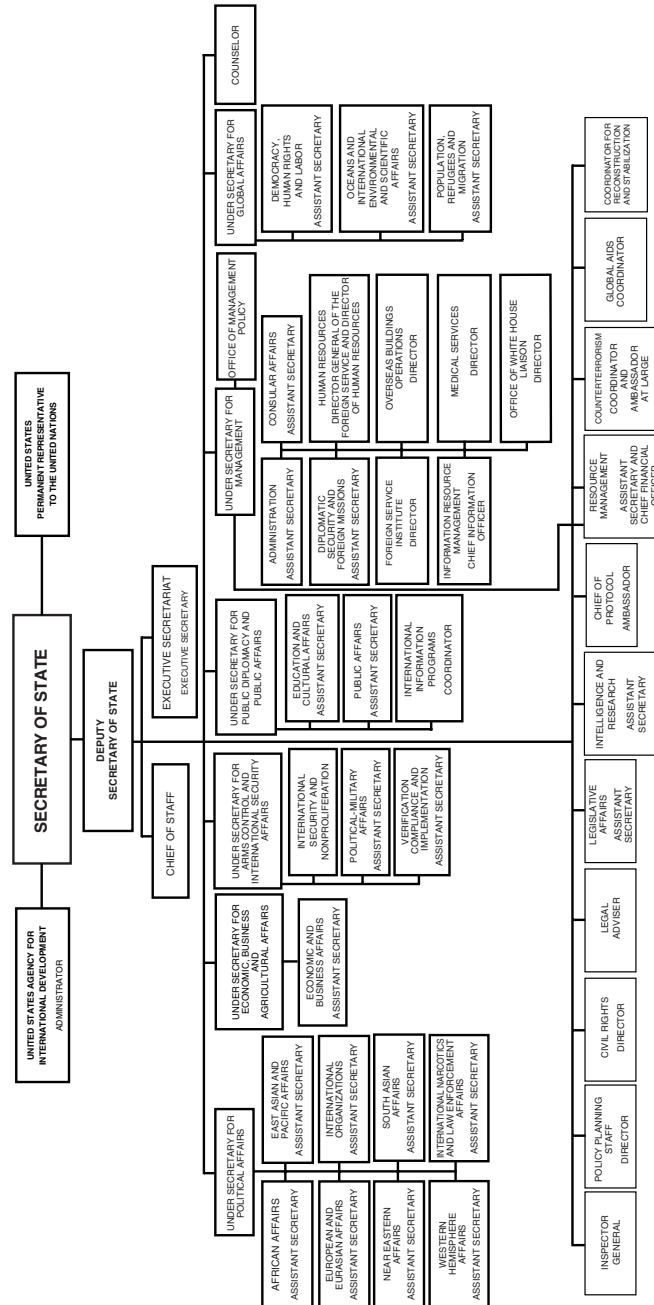 UNITED STATES AGENCY FOR
INTERNATIONAL DEVELOPMENT
ADMINISTRATOR
SECRETARY OF STATE
UNITED STATES
PERMANENT REPRESENTATIVE
TO THE UNITED NATIONS
DEPUTY
SECRETARY OF STATE
CHIEF OF STAFF
EXECUTIVE SECRETARIAT
EXECUTIVE SECRETARY
UNDER SECRETARY FOR
POLITICAL AFFAIRS
AFRICAN AFFAIRS
ASSISTANT SECRETARY
EAST ASIAN AND
PACIFIC AFFAIRS
ASSISTANT SECRETARY
EUROPEAN AND
EURASIAN AFFAIRS
ASSISTANT SECRETARY
INTERNATIONAL
ORGANIZATIONS
ASSISTANT SECRETARY
NEAR EASTERN
AFFAIRS
ASSISTANT SECRETARY
SOUTH ASIAN
AFFAIRS
ASSISTANT SECRETARY
WESTERN
HEMISPHERE
AFFAIRS
ASSISTANT SECRETARY
INTERNATIONAL NARCOTICS
AND LAW ENFORCEMENT
AFFAIRS
ASSISTANT SECRETARY
UNDER SECRETARY FOR
ECONOMIC, BUSINESS
AND
AGRICULTURAL AFFAIRS
ECONOMIC AND
BUSINESS AFFAIRS
ASSISTANT SECRETARY
UNDER SECRETARY FOR
ARMS CONTROL AND
INTERNATIONAL SECURITY
AFFAIRS
INTERNATIONAL
SECURITY AND
NONPROLIFERATION
POLITICAL-MILITARY
AFFAIRS
ASSISTANT SECRETARY
VERIFICATION
COMPLIANCE AND
IMPLEMENTATION
ASSISTANT SECRETARY
UNDER SECRETARY FOR
PUBLIC DIPLOMACY AND
PUBLIC AFFAIRS
EDUCATION AND
CULTURAL AFFAIRS
ASSISTANT SECRETARY
PUBLIC AFFAIRS
ASSISTANT SECRETARY
INTERNATIONAL
INFORMATION
PROGRAMS
COORDINATOR
UNDER SECRETARY FOR
MANAGEMENT
OFFICE OF MANAGEMENT
POLICY
ADMINISTRATION
ASSISTANT SECRETARY
CONSULAR AFFAIRS
ASSISTANT SECRETARY
DIPLOMATIC
SECURITY AND
FOREIGN MISSIONS
ASSISTANT SECRETARY
HUMAN RESOURCES
DIRECTOR GENERAL OF THE
FOREIGN SERVICE AND DIRECTOR
OF HUMAN RESOURCES
FOREIGN SERVICE
INSTITUTE
DIRECTOR
OVERSEAS BUILDINGS
OPERATIONS
DIRECTOR
INFORMATION RESOURCE
MANAGEMENT
CHIEF INFORMATION
OFFICER
MEDICAL SERVICES
DIRECTOR
OFFICE OF WHITE HOUSE
LIAISON
DIRECTOR
UNDER SECRETARY FOR
GLOBAL AFFAIRS
DEMOCRACY,
HUMAN RIGHTS
AND LABOR
ASSISTANT SECRETARY
OCEANS AND
INTERNATIONAL
ENVIRONMENTAL
AND SCIENTIFIC
AFFAIRS
ASSISTANT SECRETARY
POPULATION,
REFUGEES AND
MIGRATION
ASSISTANT SECRETARY
COUNSELOR
INSPECTOR
GENERAL
POLICY PLANNING
STAFF
DIRECTOR
CIVIL RIGHTS
DIRECTOR
LEGAL
ADVISER
LEGISLATIVE
AFFAIRS
ASSISTANT
SECRETARY
INTELLIGENCE AND
RESEARCH
ASSISTANT
SECRETARY
CHIEF OF
PROTOCOL
AMBASSADOR
RESOURCE
MANAGEMENT
ASSISTANT
SECRETARY AND
CHIEF FINANCIAL
OFFICER
COUNTERTERRORISM
COORDINATOR
AND
AMBASSADOR
AT LARGE
GLOBAL AIDS
COORDINATOR
COORDINATOR FOR
RECONSTRUCTION
AND STABILIZATION